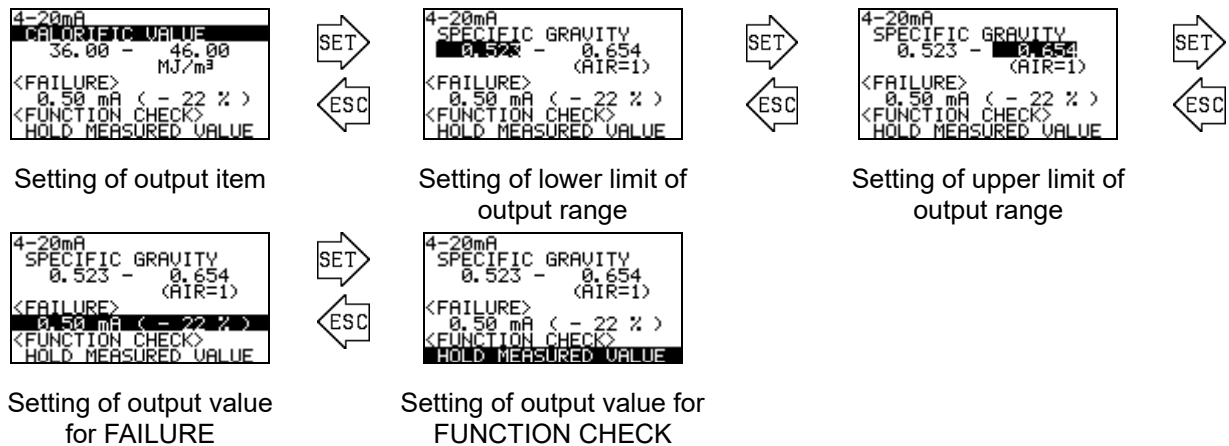 4-20mA
CALORIFIC VALUE
36.00 - 46.00
MJ/m³
<FAILURE>
0.50 mA ( - 22 % )
<FUNCTION CHECK>
HOLD MEASURED VALUE
SET
ESC
4-20mA
SPECIFIC GRAVITY
0.523 - 0.654
(AIR=1)
<FAILURE>
0.50 mA ( - 22 % )
<FUNCTION CHECK>
HOLD MEASURED VALUE
SET
ESC
4-20mA
SPECIFIC GRAVITY
0.523 - 0.654
(AIR=1)
<FAILURE>
0.50 mA ( - 22 % )
<FUNCTION CHECK>
HOLD MEASURED VALUE
SET
ESC
Setting of output item
Setting of lower limit of
output range
Setting of upper limit of
output range
4-20mA
SPECIFIC GRAVITY
0.523 - 0.654
(AIR=1)
<FAILURE>
0.50 mA ( - 22 % )
<FUNCTION CHECK>
HOLD MEASURED VALUE
SET
ESC
4-20mA
SPECIFIC GRAVITY
0.523 - 0.654
(AIR=1)
<FAILURE>
0.50 mA ( - 22 % )
<FUNCTION CHECK>
HOLD MEASURED VALUE
Setting of output value
for FAILURE
Setting of output value for
FUNCTION CHECK